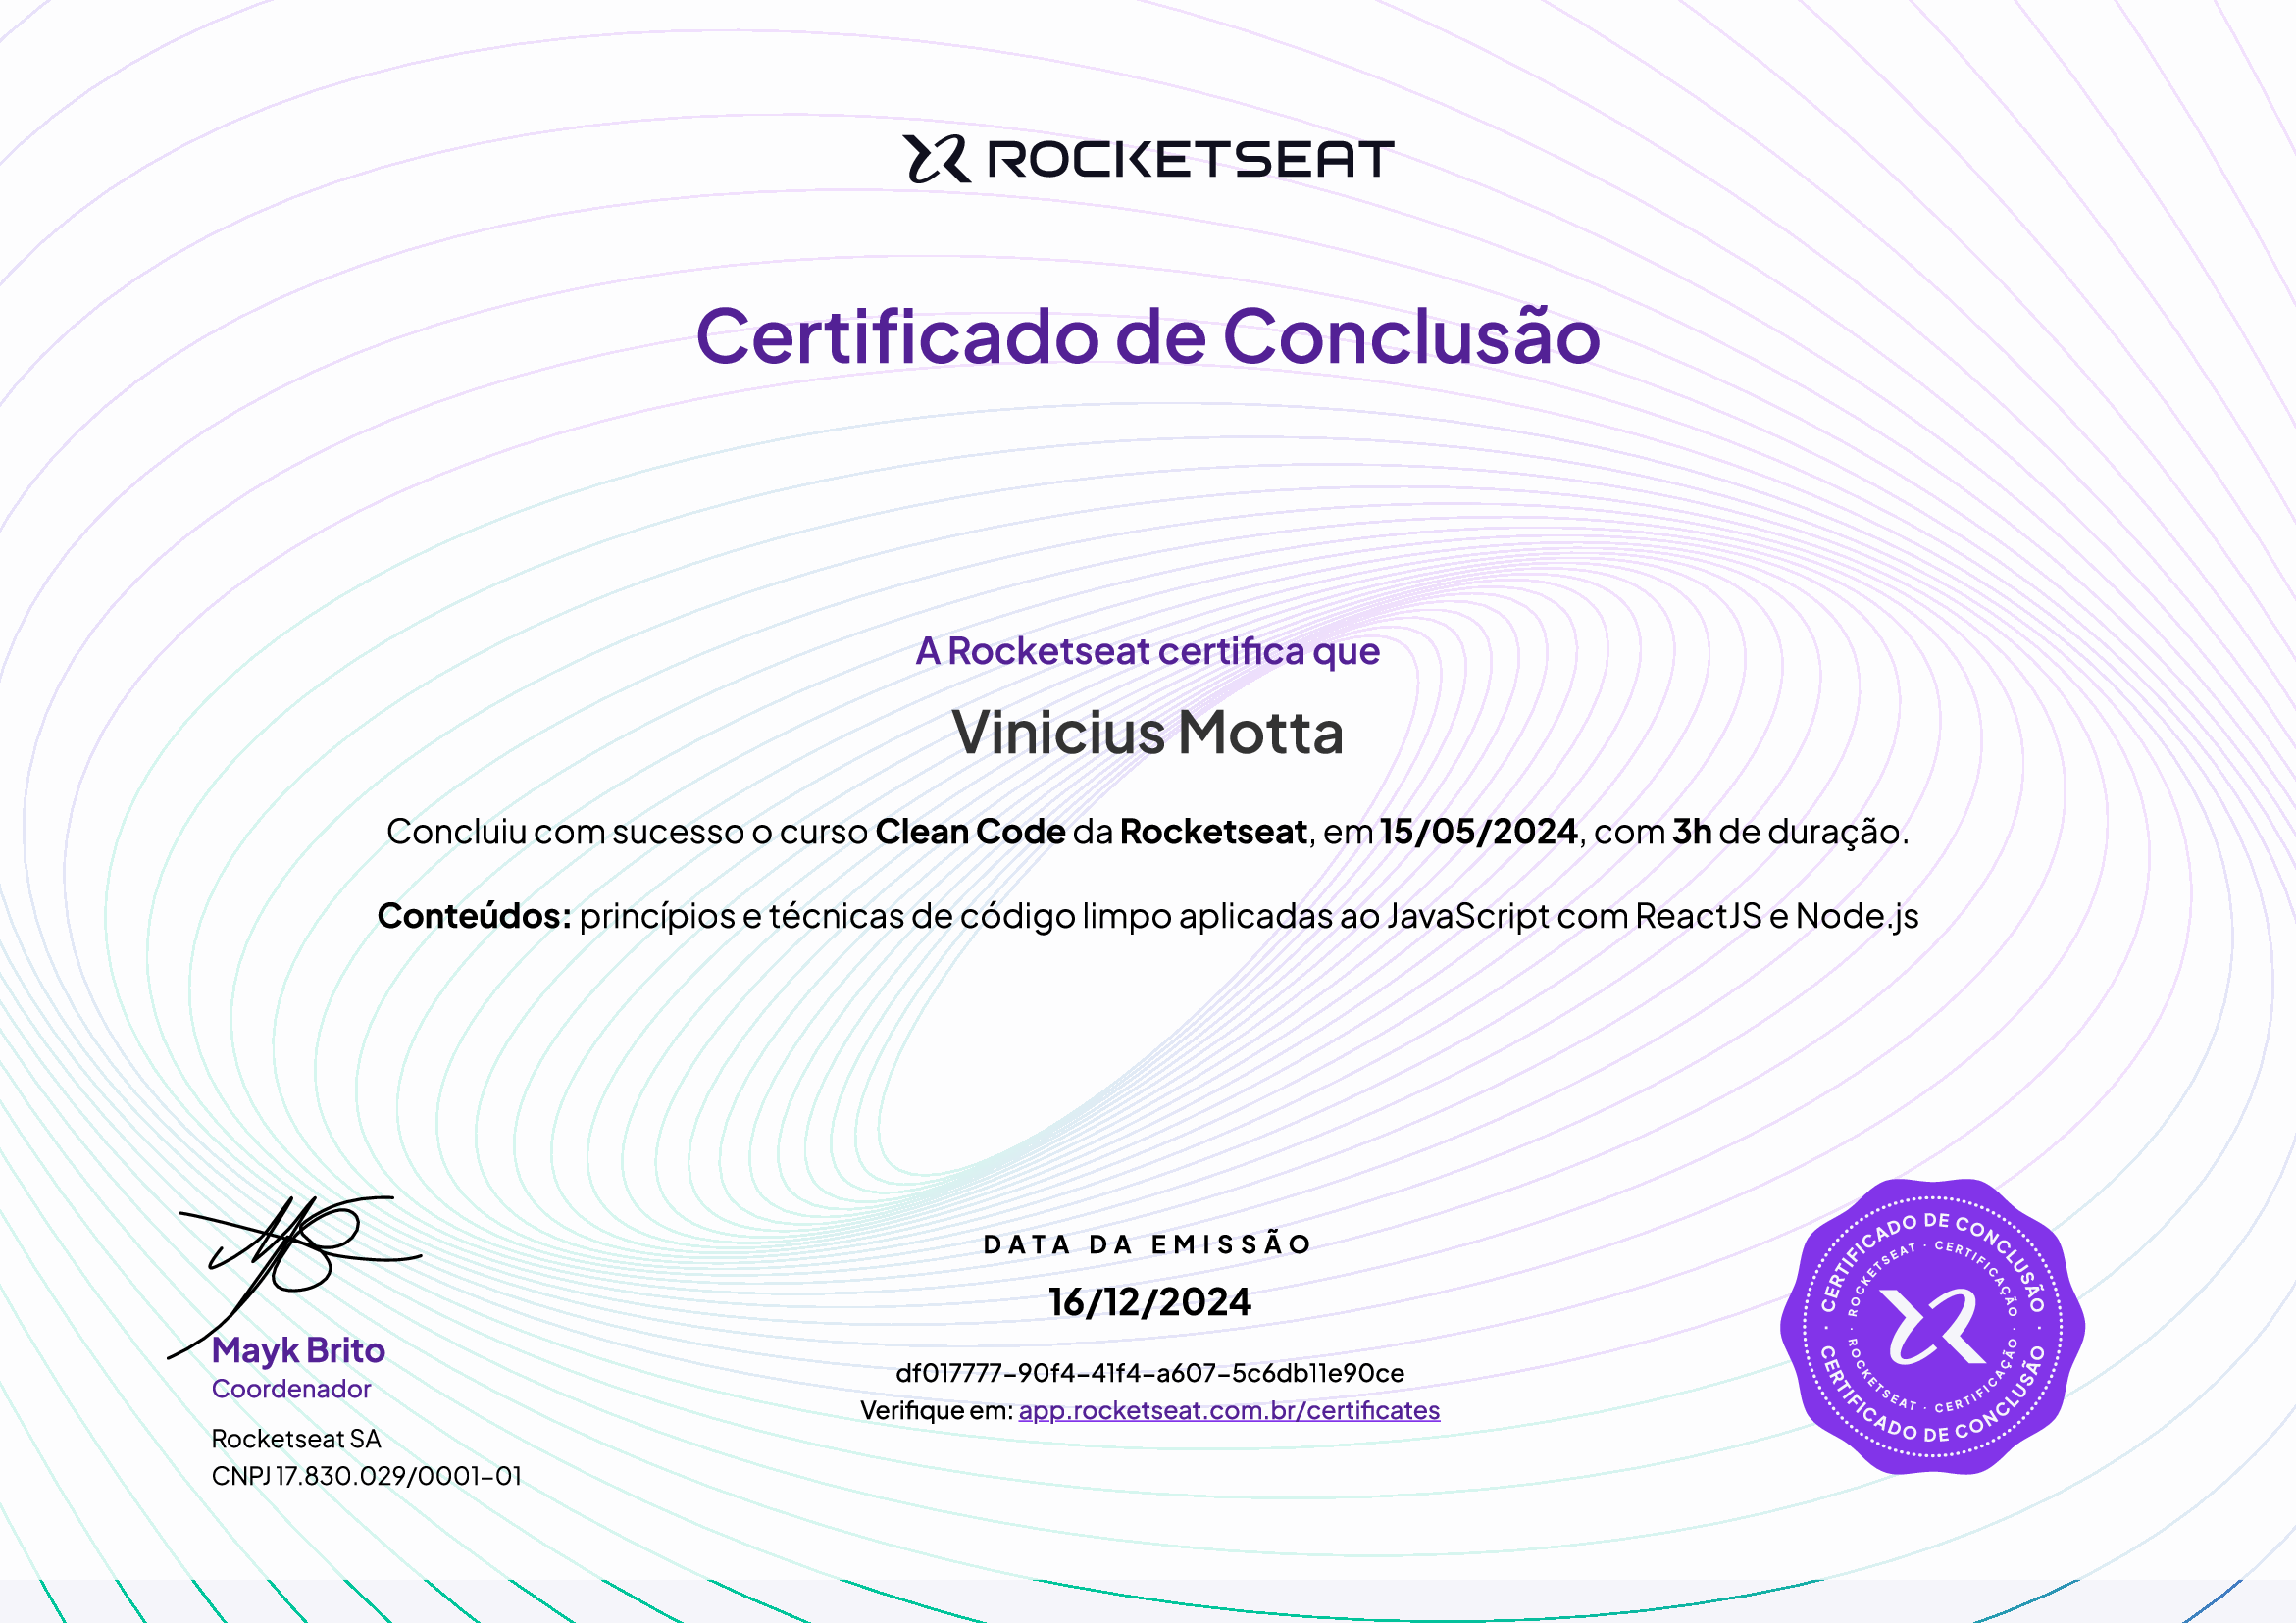 ROCKETSEAT
Certificado de Conclusão
A Rocketseat certifica que
Vinicius Motta
Concluiu com sucesso o curso Clean Code da Rocketseat, em 15/05/2024, com 3h de duração.
Conteúdos: princípios e técnicas de código limpo aplicadas ao JavaScript com ReactJS e Node.js
Mayk Brito
Coordenador
Rocketseat SA
CNPJ 17.830.029/0001-01
DATA DA EMISSÃO
16/12/2024
df017777-90f4-41f4-a607-5c6db11e90ce
Verifique em: app.rocketseat.com.br/certificates
CERTIFICADO DE CONCLUSÃO
ROCKETSEAT · CERTIFICAÇÃO
ROCKETSEAT · CERTIFICAÇÃO
CERTIFICADO DE CONCLUSÃO